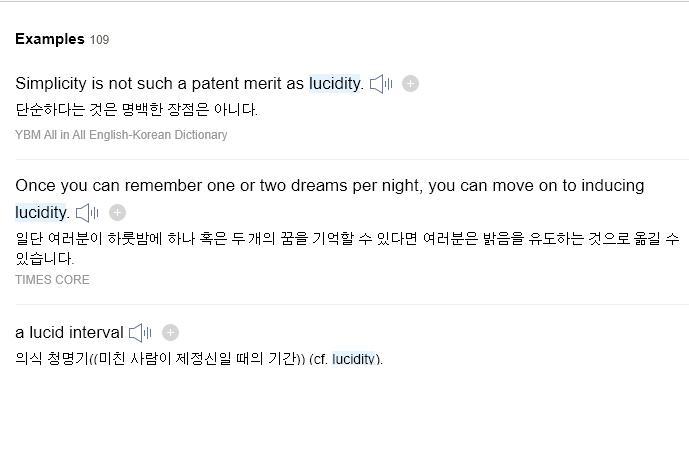 Examples 109
Simplicity is not such a patent merit as lucidity.
단순하다는 것은 명백한 장점은 아니다.
YBM All in All English-Korean Dictionary
Once you can remember one or two dreams per night, you can move on to inducing
lucidity.
일단 여러분이 하룻밤에 하나 혹은 두 개의 꿈을 기억할 수 있다면 여러분은 밝음을 유도하는 것으로 옮길 수
있습니다.
TIMES CORE
a lucid interval
의식 청명기((미친 사람이 제정신일 때의 기간)) (cf. lucidity).